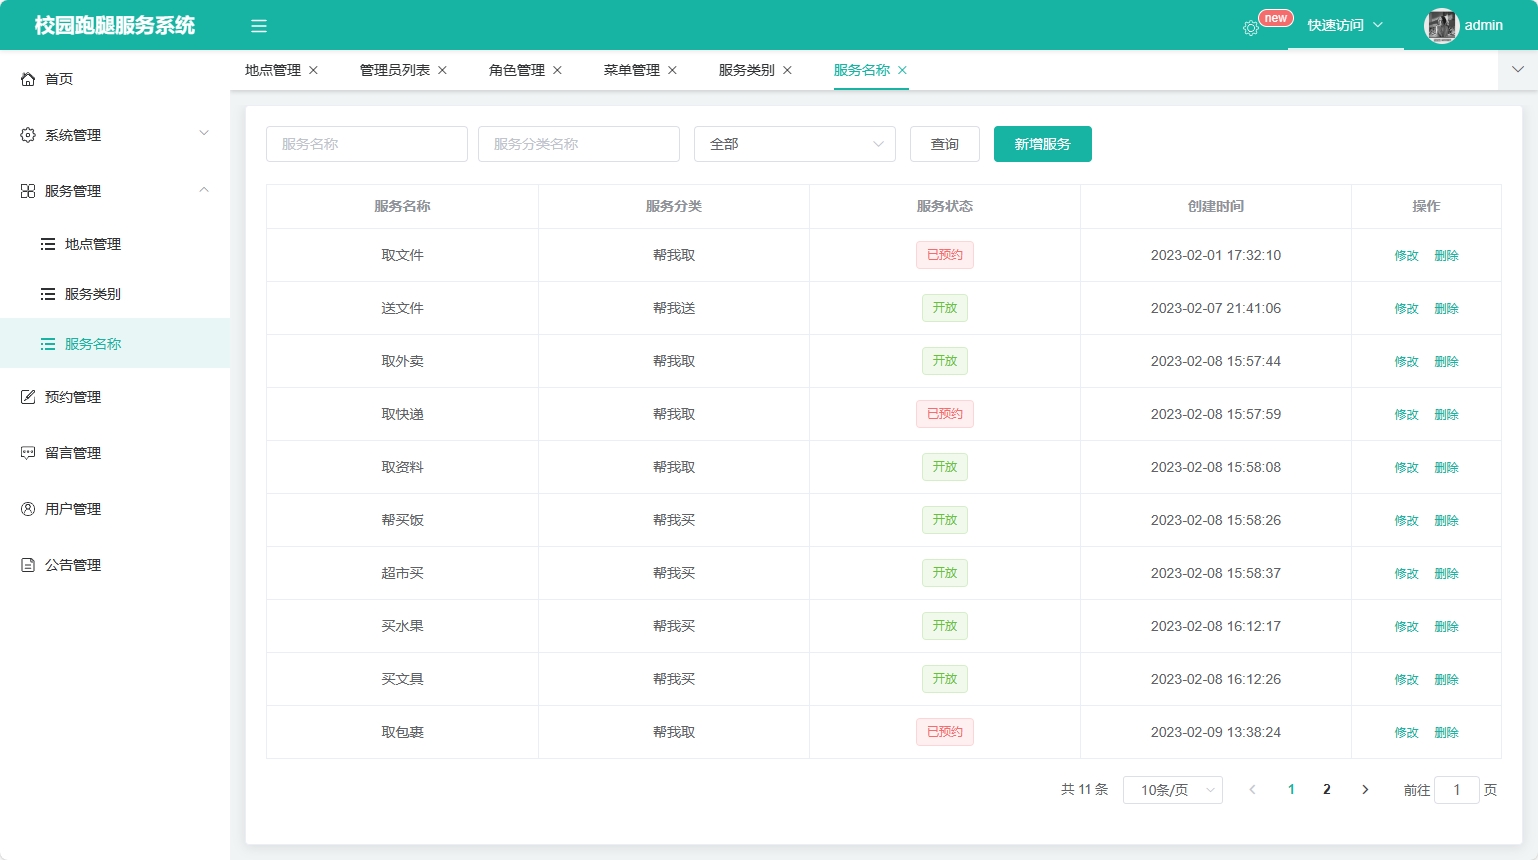 校园跑腿服务系统
new
快速访问
admin
首页
系统管理
服务管理
地点管理
服务类别
服务名称
预约管理
留言管理
用户管理
公告管理
地点管理 管理员列表 角色管理 菜单管理 服务类别 服务名称
服务名称 服务分类名称 全部 查询 新增服务
服务名称 服务分类 服务状态 创建时间 操作
取文件 帮我取 已预约 2023-02-01 17:32:10 修改 删除
送文件 帮我送 开放 2023-02-07 21:41:06 修改 删除
取外卖 帮我取 开放 2023-02-08 15:57:44 修改 删除
取快递 帮我取 已预约 2023-02-08 15:57:59 修改 删除
取资料 帮我取 开放 2023-02-08 15:58:08 修改 删除
帮买饭 帮我买 开放 2023-02-08 15:58:26 修改 删除
超市买 帮我买 开放 2023-02-08 15:58:37 修改 删除
买水果 帮我买 开放 2023-02-08 16:12:17 修改 删除
买文具 帮我买 开放 2023-02-08 16:12:26 修改 删除
取包裹 帮我取 已预约 2023-02-09 13:38:24 修改 删除
共 11 条 10条/页 1 2 前往 1 页